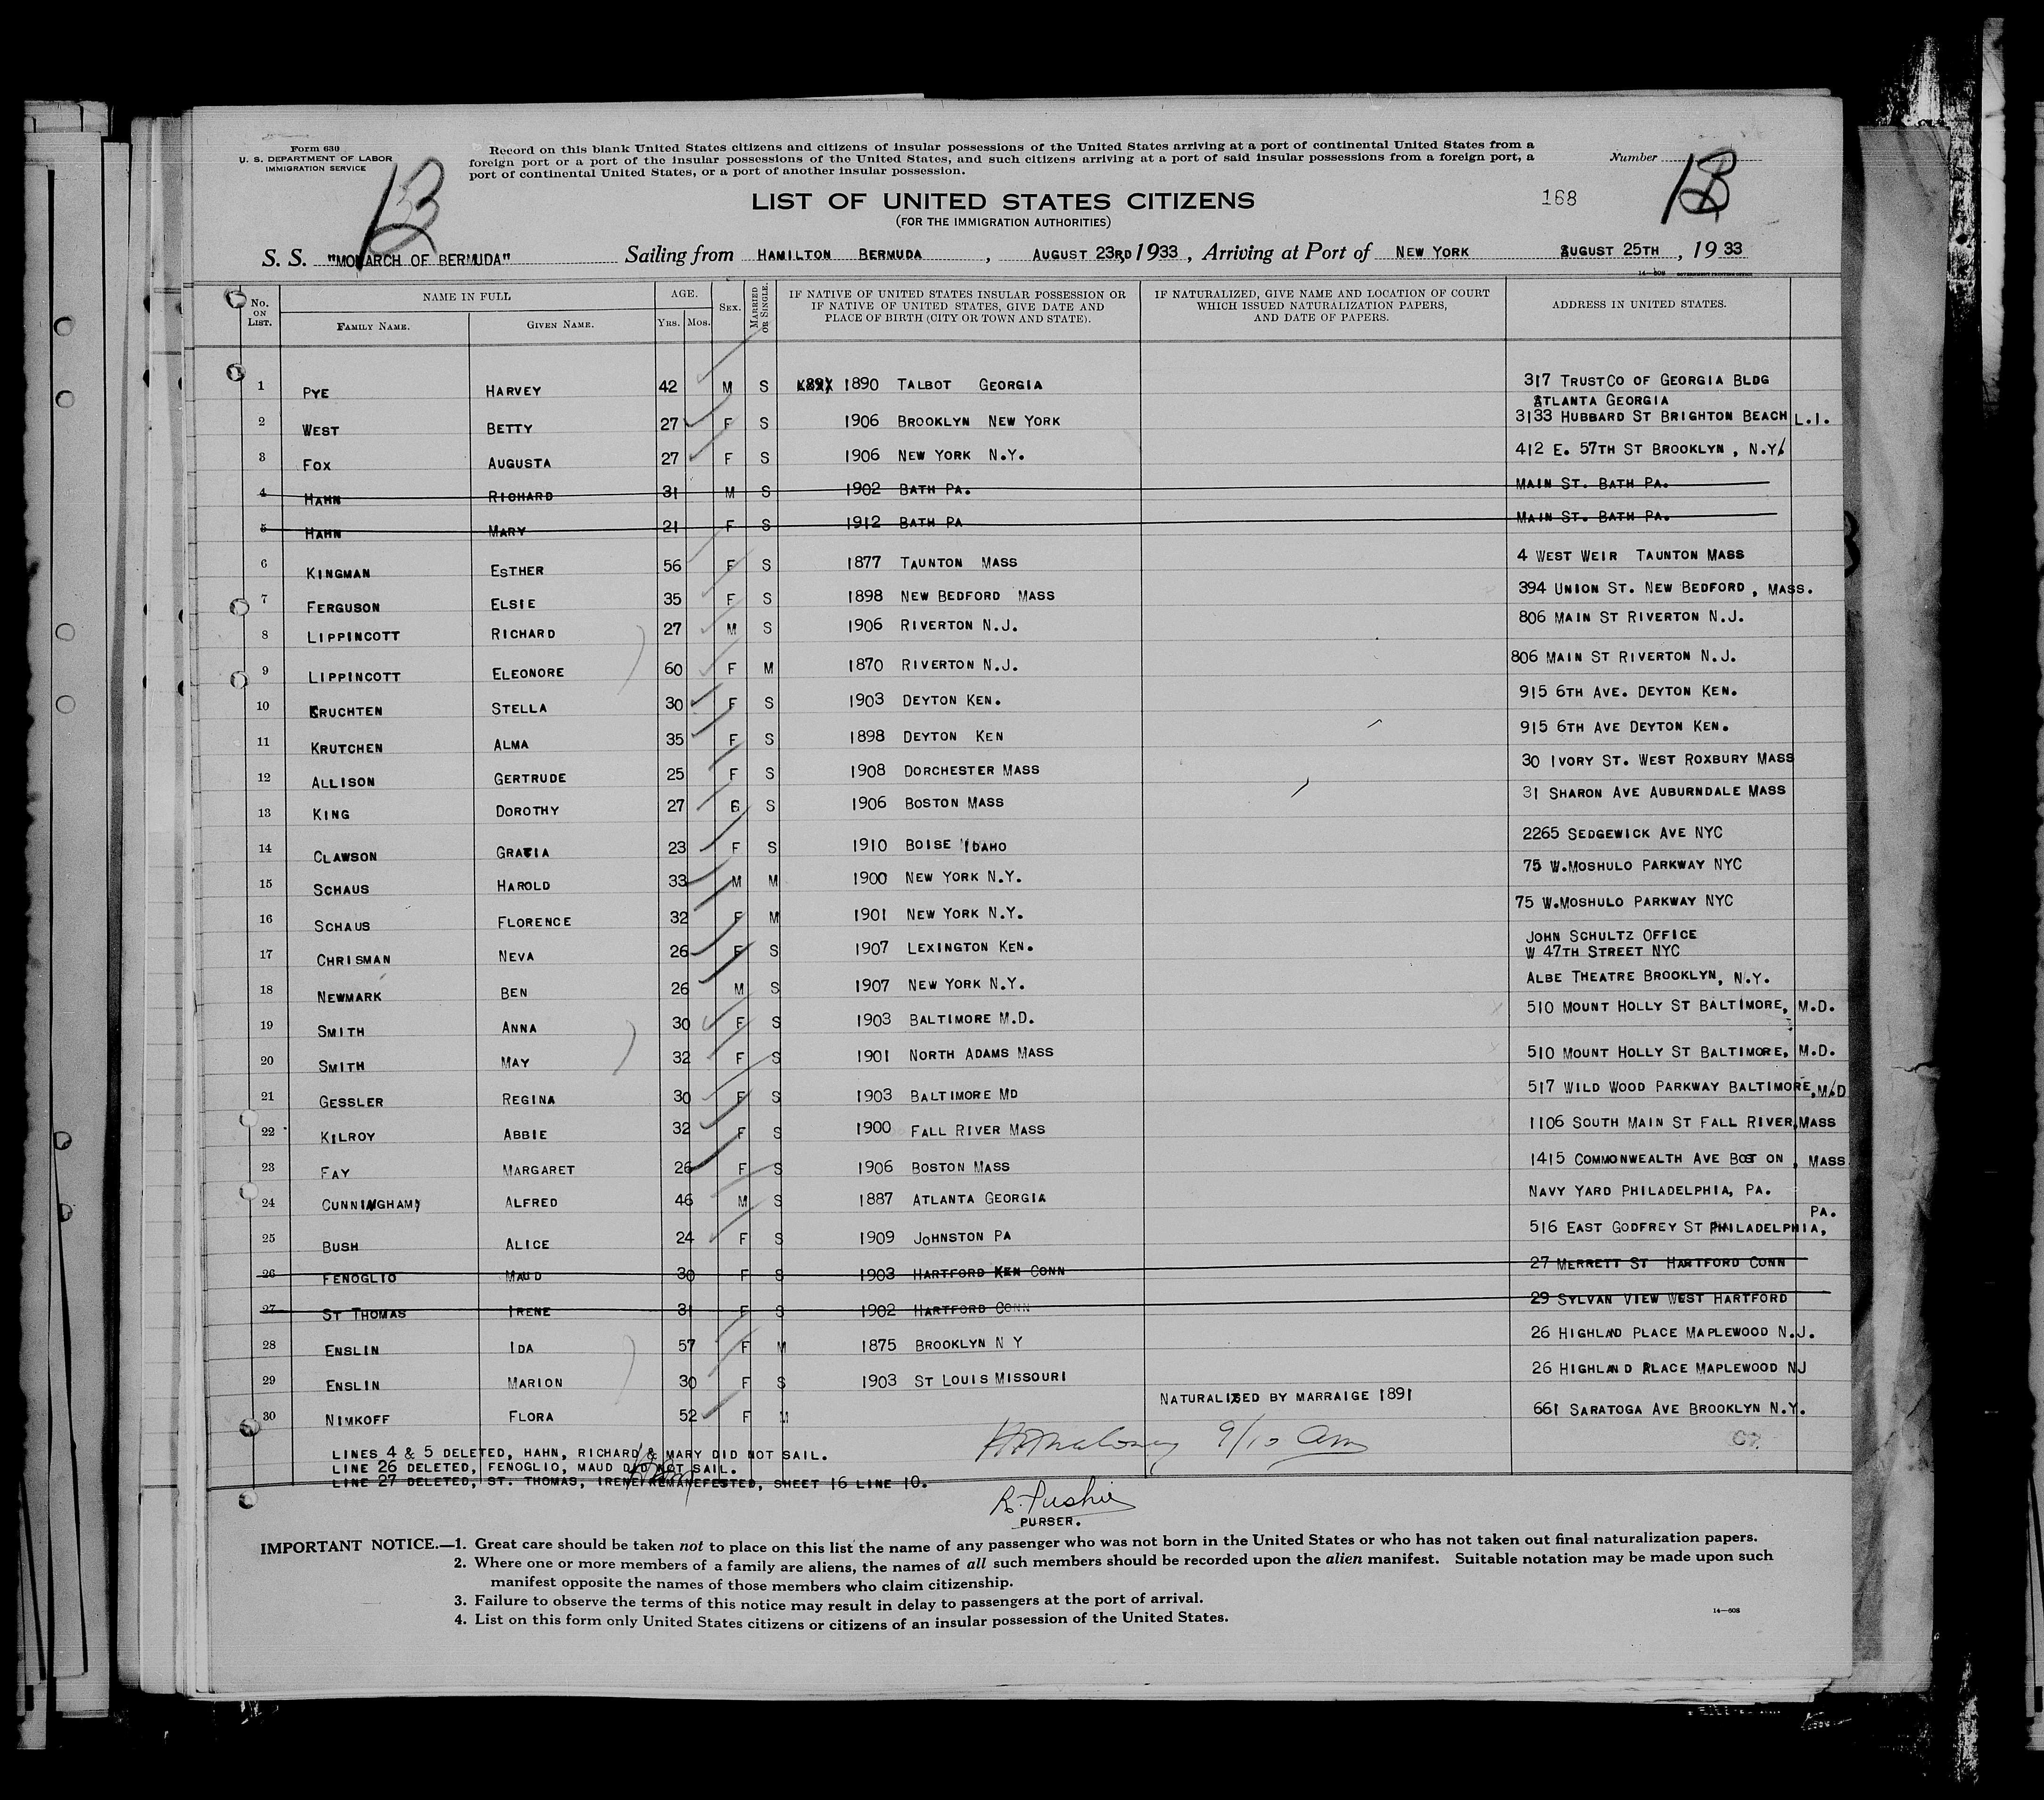 Form 630
U. S. DEPARTMENT OF LABOR
IMMIGRATION SERVICE
Record on this blank United States citizens and citizens of insular possessions of the United States arriving at a port of continental United States from a
foreign port or a port of the insular possessions of the United States, and such citizens arriving at a port of said insular possessions from a foreign port, a
port of continental United States, or a port of another insular possession.
Number
13
13
168
LIST OF UNITED STATES CITIZENS
(FOR THE IMMIGRATION AUTHORITIES)
S. S. "MONARCH OF BERMUDA" Sailing from HAMILTON BERMUDA , AUGUST 23RD, 1933 , Arriving at Port of NEW YORK AUGUST 25TH , 1933
14—608 GOVERNMENT PRINTING OFFICE
No. ON LIST. NAME IN FULL AGE. SEX. MARRIED OR SINGLE. IF NATIVE OF UNITED STATES INSULAR POSSESSION OR IF NATIVE OF UNITED STATES, GIVE DATE AND PLACE OF BIRTH (CITY OR TOWN AND STATE). IF NATURALIZED, GIVE NAME AND LOCATION OF COURT WHICH ISSUED NATURALIZATION PAPERS, AND DATE OF PAPERS. ADDRESS IN UNITED STATES.
FAMILY NAME. GIVEN NAME. YRS. MOS.
1 PYE HARVEY 42 M S 1890 TALBOT GEORGIA 317 TRUSTCO OF GEORGIA BLDG
ATLANTA GEORGIA
2 WEST BETTY 27 F S 1906 BROOKLYN NEW YORK 3133 HUBBARD ST BRIGHTON BEACH L.I.
3 FOX AUGUSTA 27 F S 1906 NEW YORK N.Y. 412 E. 57TH ST BROOKLYN , N.Y.
4 HAHN RICHARD 31 M S 1902 BATH PA. MAIN ST. BATH PA.
5 HAHN MARY 21 F S 1912 BATH PA MAIN ST. BATH PA.
6 KINGMAN ESTHER 56 F S 1877 TAUNTON MASS 4 WEST WEIR TAUNTON MASS
7 FERGUSON ELSIE 35 F S 1898 NEW BEDFORD MASS 394 UNION ST. NEW BEDFORD , MASS.
8 LIPPINCOTT RICHARD 27 M S 1906 RIVERTON N.J. 806 MAIN ST RIVERTON N.J.
9 LIPPINCOTT ELEONORE 60 F M 1870 RIVERTON N.J. 806 MAIN ST RIVERTON N.J.
10 KRUCHTEN STELLA 30 F S 1903 DEYTON KEN. 915 6TH AVE. DEYTON KEN.
11 KRUTCHEN ALMA 35 F S 1898 DEYTON KEN 915 6TH AVE DEYTON KEN.
12 ALLISON GERTRUDE 25 F S 1908 DORCHESTER MASS 30 IVORY ST. WEST ROXBURY MASS
13 KING DOROTHY 27 S 1906 BOSTON MASS 31 SHARON AVE AUBURNDALE MASS
14 CLAWSON 23 F S 1910 BOISE IDAHO 2265 SEDGEWICK AVE NYC
15 SCHAUS HAROLD 33 M M 1900 NEW YORK N.Y. 75 W.MOSHULO PARKWAY NYC
16 SCHAUS FLORENCE 32 F M 1901 NEW YORK N.Y. 75 W.MOSHULO PARKWAY NYC
17 CHRISMAN NEVA 26 F S 1907 LEXINGTON KEN. JOHN SCHULTZ OFFICE
W 47TH STREET NYC
18 NEWMARK BEN 26 M S 1907 NEW YORK N.Y. ALBE THEATRE BROOKLYN, N.Y.
19 SMITH ANNA 30 F S 1903 BALTIMORE M.D. 510 MOUNT HOLLY ST BALTIMORE, M.D.
20 SMITH MAY 32 F S 1901 NORTH ADAMS MASS 510 MOUNT HOLLY ST BALTIMORE, M.D.
21 GESSLER REGINA 30 F S 1903 BALTIMORE MD 517 WILD WOOD PARKWAY BALTIMORE, M.D
22 KILROY ABBIE 32 F S 1900 FALL RIVER MASS 1106 SOUTH MAIN ST FALL RIVER, MASS
23 FAY MARGARET 26 F S 1906 BOSTON MASS 1415 COMMONWEALTH AVE BOSTON , MASS
24 CUNNINGHAM ALFRED 46 M S 1887 ATLANTA GEORGIA NAVY YARD PHILADELPHIA, PA.
25 BUSH ALICE 24 F S 1909 JOHNSTON PA 516 EAST GODFREY ST PHILADELPHIA, PA.
26 FENOGLIO MAUD 30 F S 1903 HARTFORD KEN CONN 27 MERRETT ST HARTFORD CONN
27 ST THOMAS IRENE 31 F S 1902 HARTFORD CONN 29 SYLVAN VIEW WEST HARTFORD
28 ENSLIN IDA 57 F M 1875 BROOKLYN N Y 26 HIGHLAND PLACE MAPLEWOOD N.J.
29 ENSLIN MARION 30 F S 1903 ST LOUIS MISSOURI 26 HIGHLAND PLACE MAPLEWOOD NJ
30 NIMKOFF FLORA 52 F M NATURALISED BY MARRAIGE 1891 661 SARATOGA AVE BROOKLYN N.Y.
LINES 4 & 5 DELETED, HAHN, RICHARD & MARY DID NOT SAIL.
LINE 26 DELETED, FENOGLIO, MAUD DID NOT SAIL.
LINE 27 DELETED, ST. THOMAS, IRENE REMANEFESTED, SHEET 16 LINE 10.
9/10 am
PURSER.
IMPORTANT NOTICE.—1. Great care should be taken not to place on this list the name of any passenger who was not born in the United States or who has not taken out final naturalization papers.
2. Where one or more members of a family are aliens, the names of all such members should be recorded upon the alien manifest. Suitable notation may be made upon such
manifest opposite the names of those members who claim citizenship.
3. Failure to observe the terms of this notice may result in delay to passengers at the port of arrival.
4. List on this form only United States citizens or citizens of an insular possession of the United States.
14—608